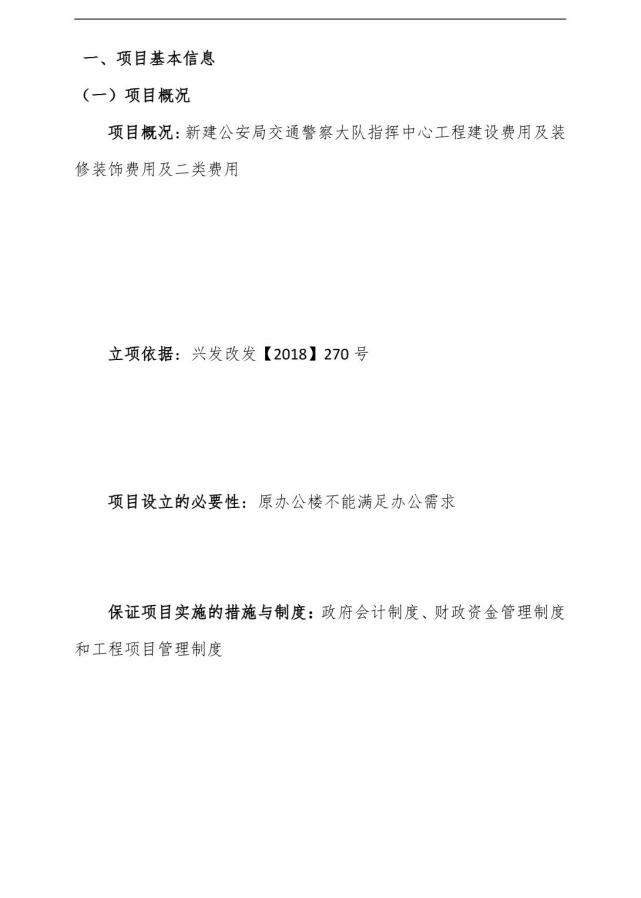 一、项目基本信息
（一）项目概况
项目概况：新建公安局交通警察大队指挥中心工程建设费用及装
修装饰费用及二类费用
立项依据：兴发改发【2018】270 号
项目设立的必要性：原办公楼不能满足办公需求
保证项目实施的措施与制度：政府会计制度、财政资金管理制度
和工程项目管理制度